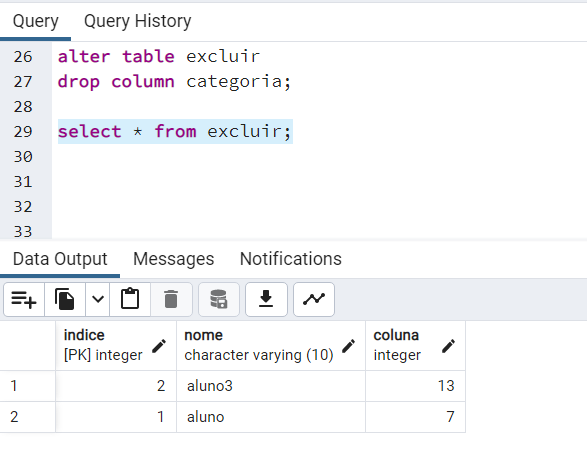 Query Query History
26 alter table excluir
27 drop column categoria;
28
29 select * from excluir;
30
31
32
33
Data Output Messages Notifications
indice nome coluna
[PK] integer character varying (10) integer
1 2 aluno3 13
2 1 aluno 7